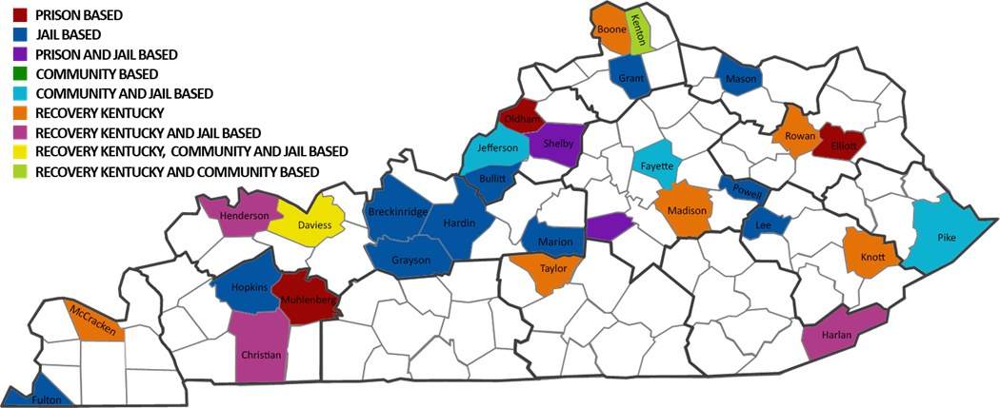 PRISON BASED
JAIL BASED
PRISON AND JAIL BASED
COMMUNITY BASED
COMMUNITY AND JAIL BASED
RECOVERY KENTUCKY
RECOVERY KENTUCKY AND JAIL BASED
RECOVERY KENTUCKY, COMMUNITY AND JAIL BASED
RECOVERY KENTUCKY AND COMMUNITY BASED
Boone
Kenton
Grant
Mason
Oldham
Jefferson
Shelby
Bullitt
Fayette
Rowan
Elliott
Powell
Madison
Lee
Henderson
Daviess
Breckinridge
Hardin
Grayson
Marion
Taylor
Knott
Pike
Hopkins
Muhlenberg
McCracken
Christian
Harlan
Fulton